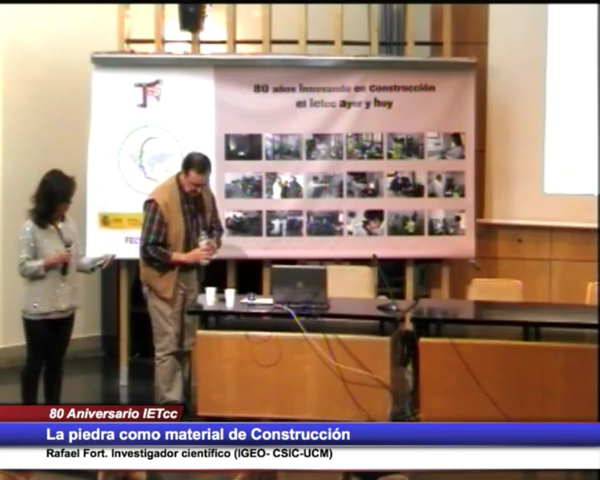 80 años innovando en Construcción
el ietcc ayer y hoy
80 Aniversario IETcc
La piedra como material de Construcción
Rafael Fort. Investigador científico (IGEO- CSIC-UCM)